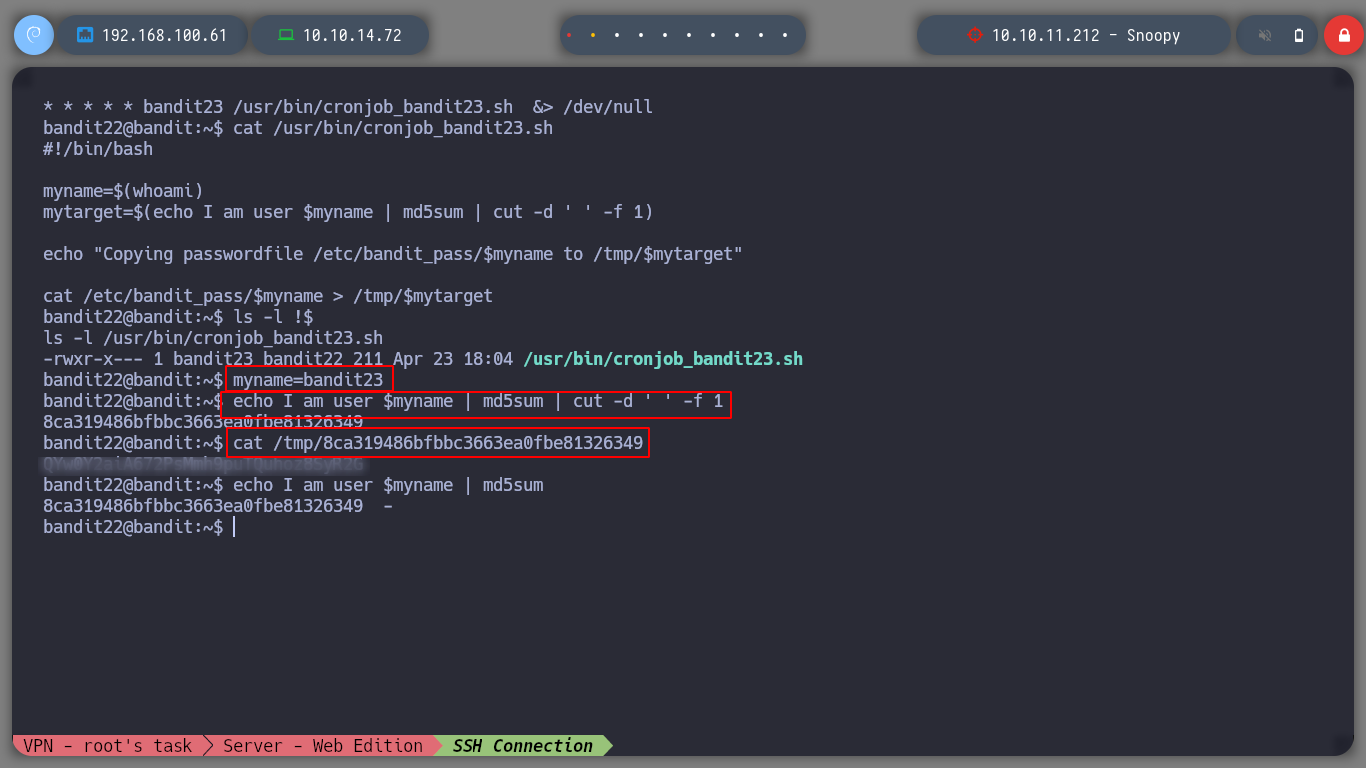 192.168.100.61
10.10.14.72
10.10.11.212 - Snoopy
* * * * * bandit23 /usr/bin/cronjob_bandit23.sh  &> /dev/null
bandit22@bandit:~$ cat /usr/bin/cronjob_bandit23.sh
#!/bin/bash
myname=$(whoami)
mytarget=$(echo I am user $myname | md5sum | cut -d ' ' -f 1)
echo "Copying passwordfile /etc/bandit_pass/$myname to /tmp/$mytarget"
cat /etc/bandit_pass/$myname > /tmp/$mytarget
bandit22@bandit:~$ ls -l !$
ls -l /usr/bin/cronjob_bandit23.sh
-rwxr-x--- 1 bandit23 bandit22 211 Apr 23 18:04 /usr/bin/cronjob_bandit23.sh
bandit22@bandit:~$ myname=bandit23
bandit22@bandit:~$ echo I am user $myname | md5sum | cut -d ' ' -f 1
8ca319486bfbbc3663ea0fbe81326349
bandit22@bandit:~$ cat /tmp/8ca319486bfbbc3663ea0fbe81326349
bandit22@bandit:~$ echo I am user $myname | md5sum
8ca319486bfbbc3663ea0fbe81326349  -
bandit22@bandit:~$
VPN - root's task
Server - Web Edition
SSH Connection